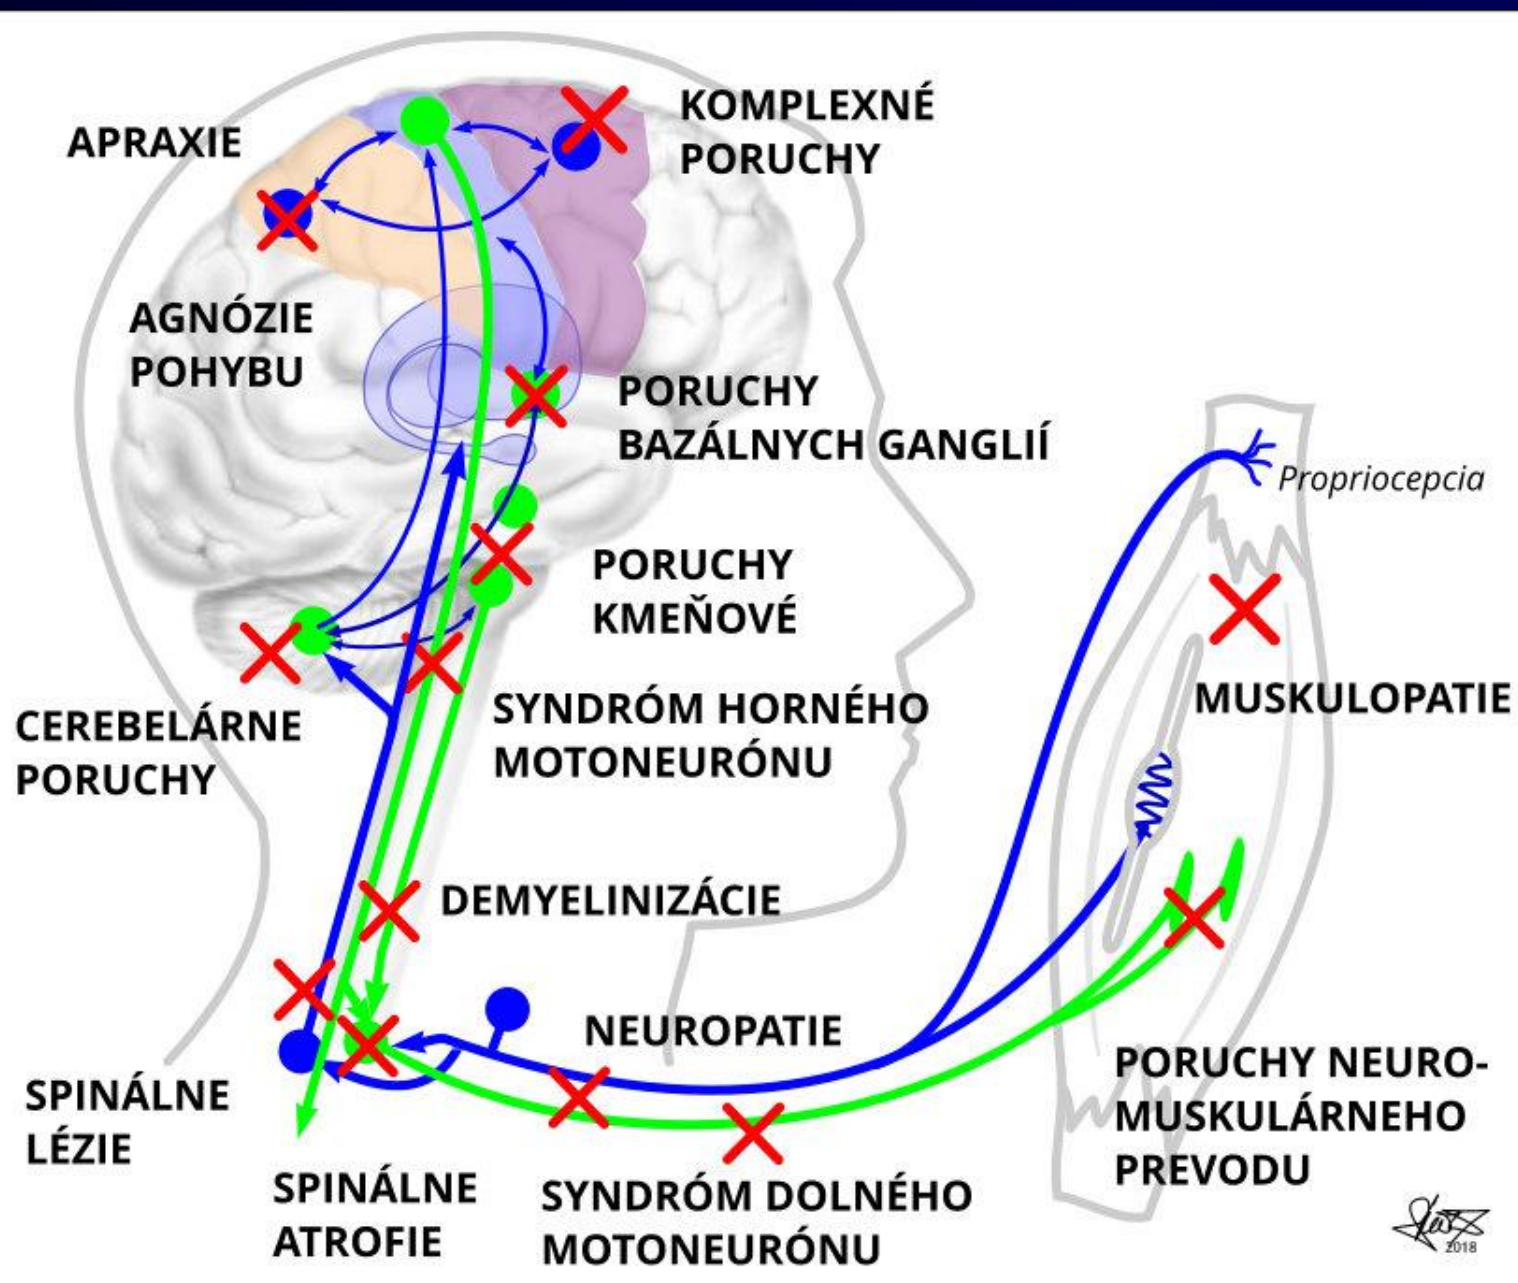 APRAXIE
KOMPLEXNÉ
PORUCHY
AGNÓZIE
POHYBU
PORUCHY
BAZÁLNYCH GANGLIÍ
Propriocepcia
PORUCHY
KMEŇOVÉ
MUSKULOPATIE
CEREBELÁRNE
PORUCHY
SYNDRÓM HORNÉHO
MOTONEURÓNU
DEMYELINIZÁCIE
NEUROPATIE
SPINÁLNE
LÉZIE
PORUCHY NEURO-
MUSKULÁRNEHO
PREVODU
SPINÁLNE
ATROFIE
SYNDRÓM DOLNÉHO
MOTONEURÓNU
2018